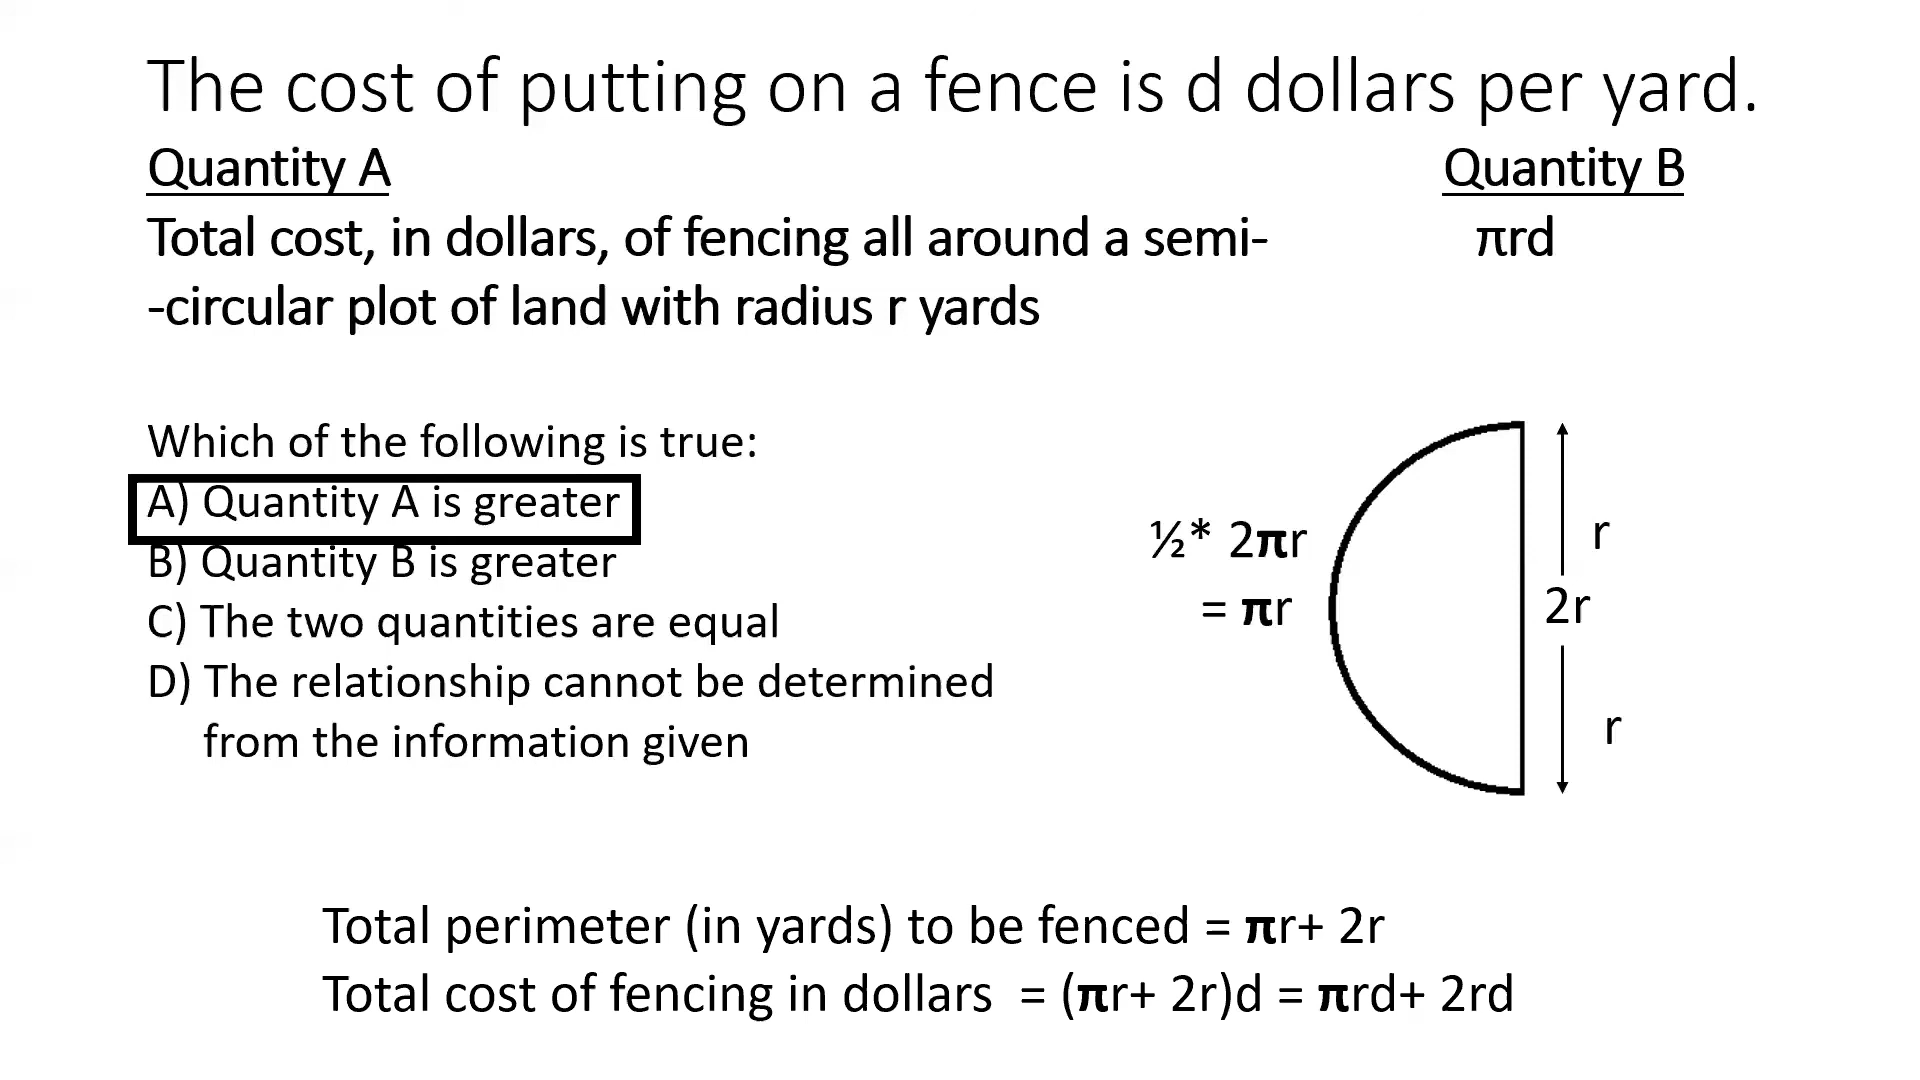 The cost of putting on a fence is d dollars per yard.
Quantity A
Quantity B
Total cost, in dollars, of fencing all around a semi-
πrd
-circular plot of land with radius r yards
Which of the following is true:
A) Quantity A is greater
B) Quantity B is greater
C) The two quantities are equal
D) The relationship cannot be determined
from the information given
½* 2πr
= πr
r
2r
r
Total perimeter (in yards) to be fenced = πr+ 2r
Total cost of fencing in dollars = (πr+ 2r)d = πrd+ 2rd